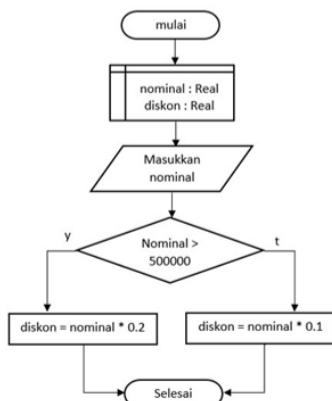 mulai
nominal : Real
diskon : Real
Masukkan
nominal
Nominal >
500000
y
t
diskon = nominal * 0.2
diskon = nominal * 0.1
Selesai